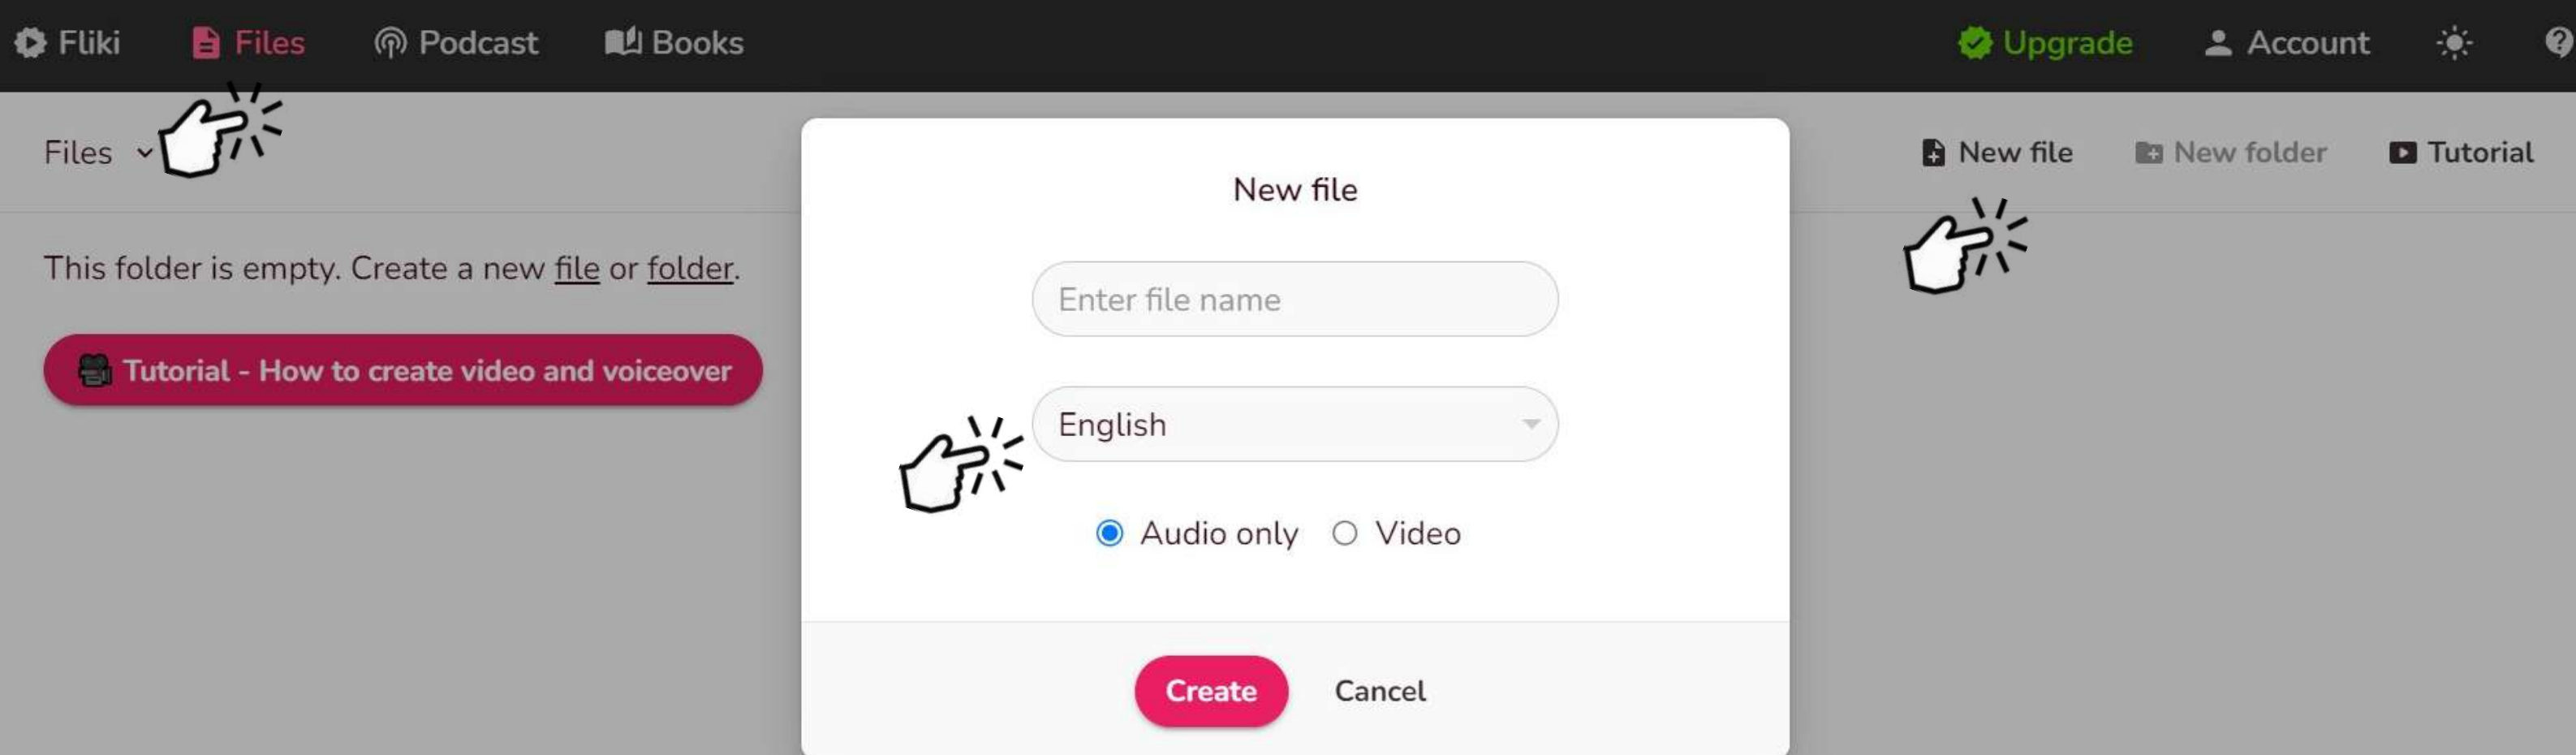 Fliki Files Podcast Books Upgrade Account
Files New file New folder Tutorial
New file
This folder is empty. Create a new file or folder.
Enter file name
Tutorial - How to create video and voiceover
English
Audio only Video
Create Cancel